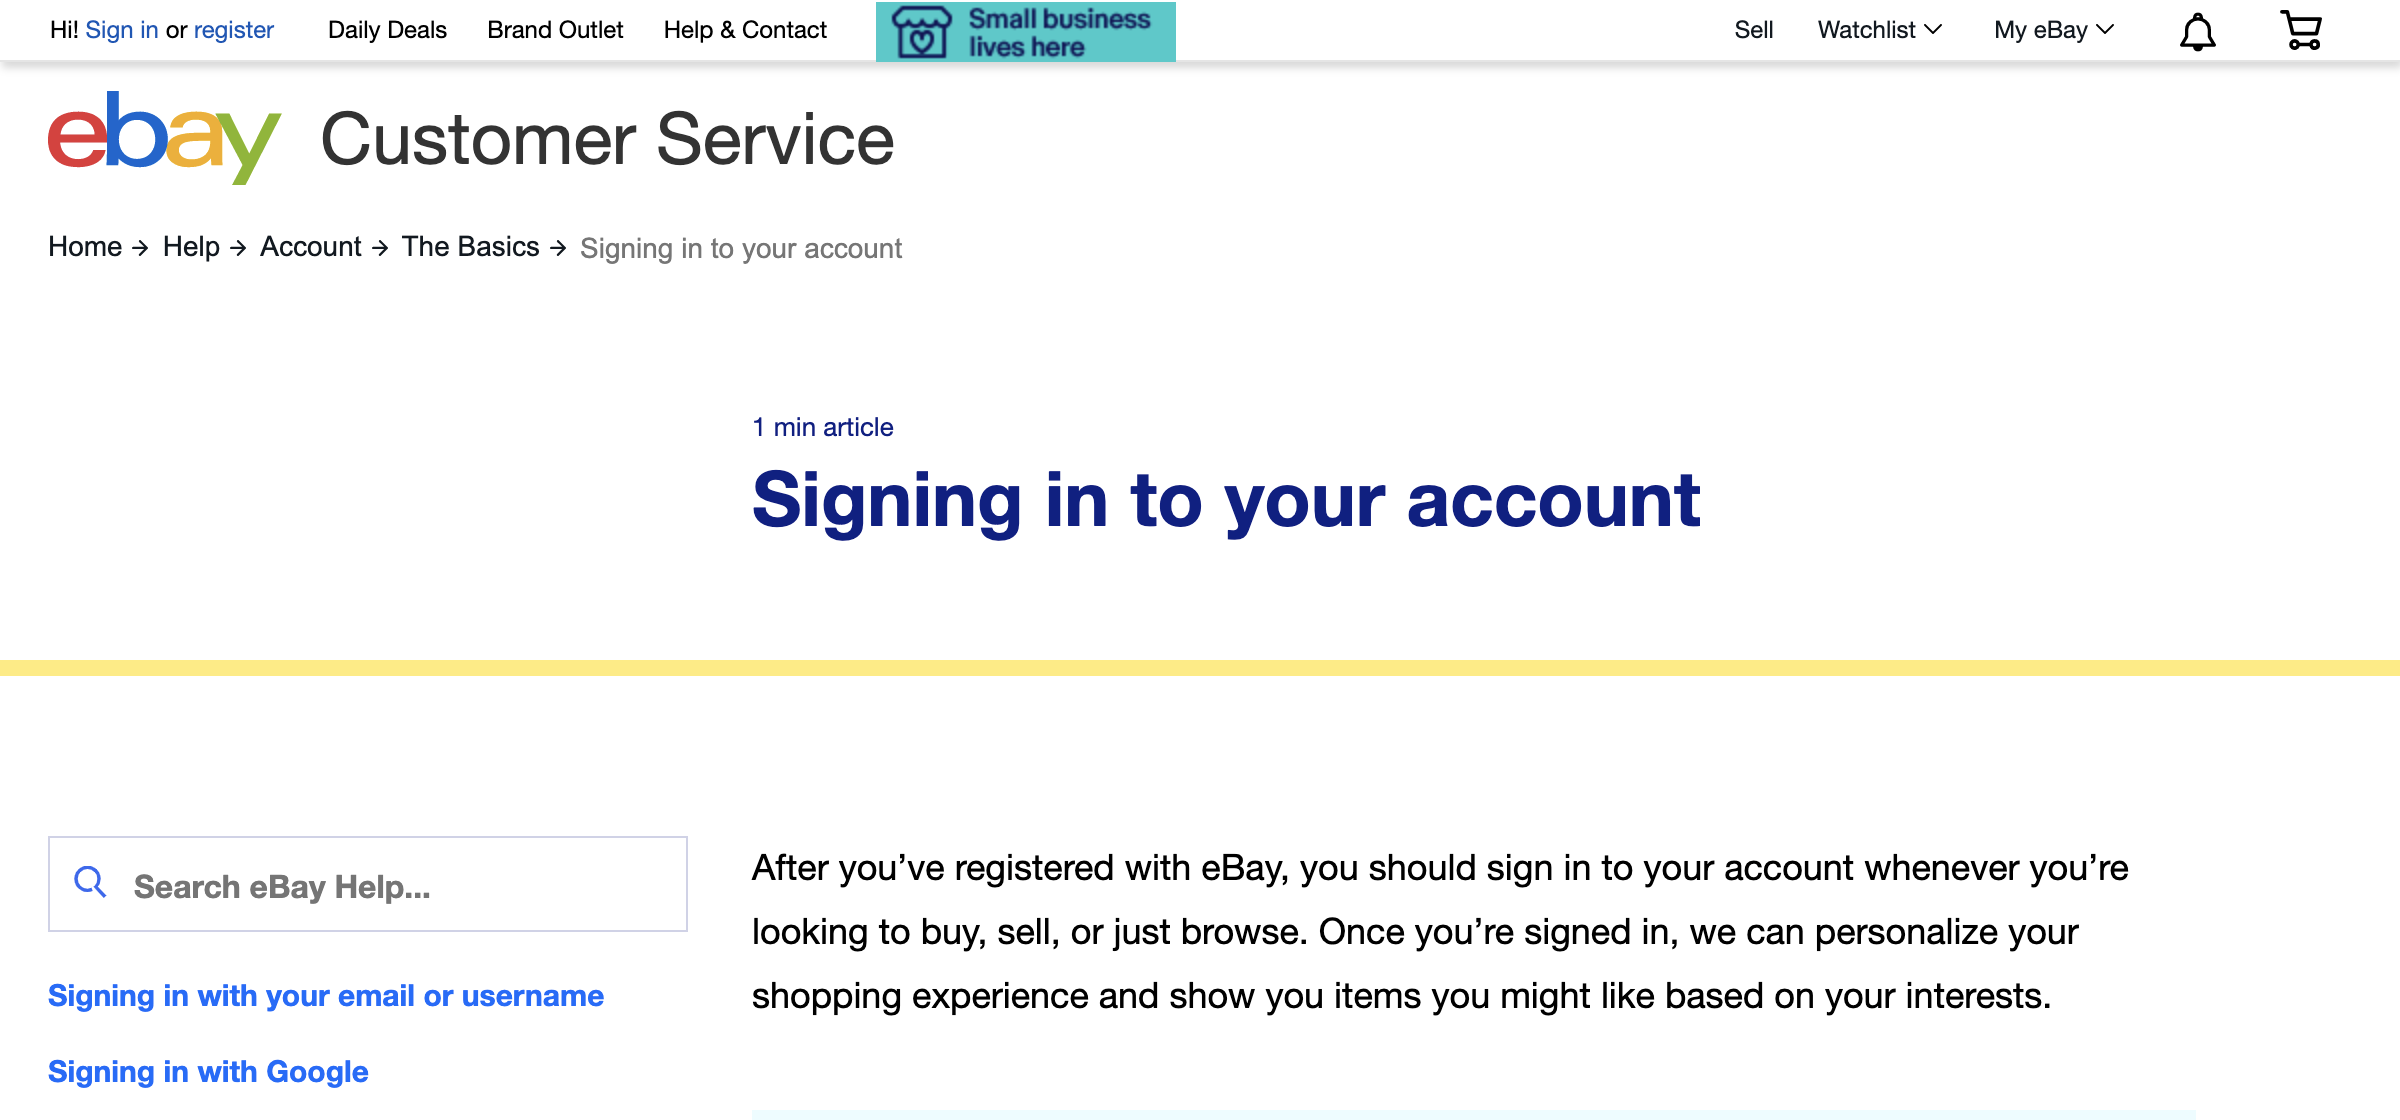 Hi! Sign in or register Daily Deals Brand Outlet Help & Contact Small business lives here Sell Watchlist My eBay
ebay Customer Service
Home → Help → Account → The Basics → Signing in to your account
1 min article
Signing in to your account
Search eBay Help...
Signing in with your email or username
Signing in with Google
After you’ve registered with eBay, you should sign in to your account whenever you’re
looking to buy, sell, or just browse. Once you’re signed in, we can personalize your
shopping experience and show you items you might like based on your interests.